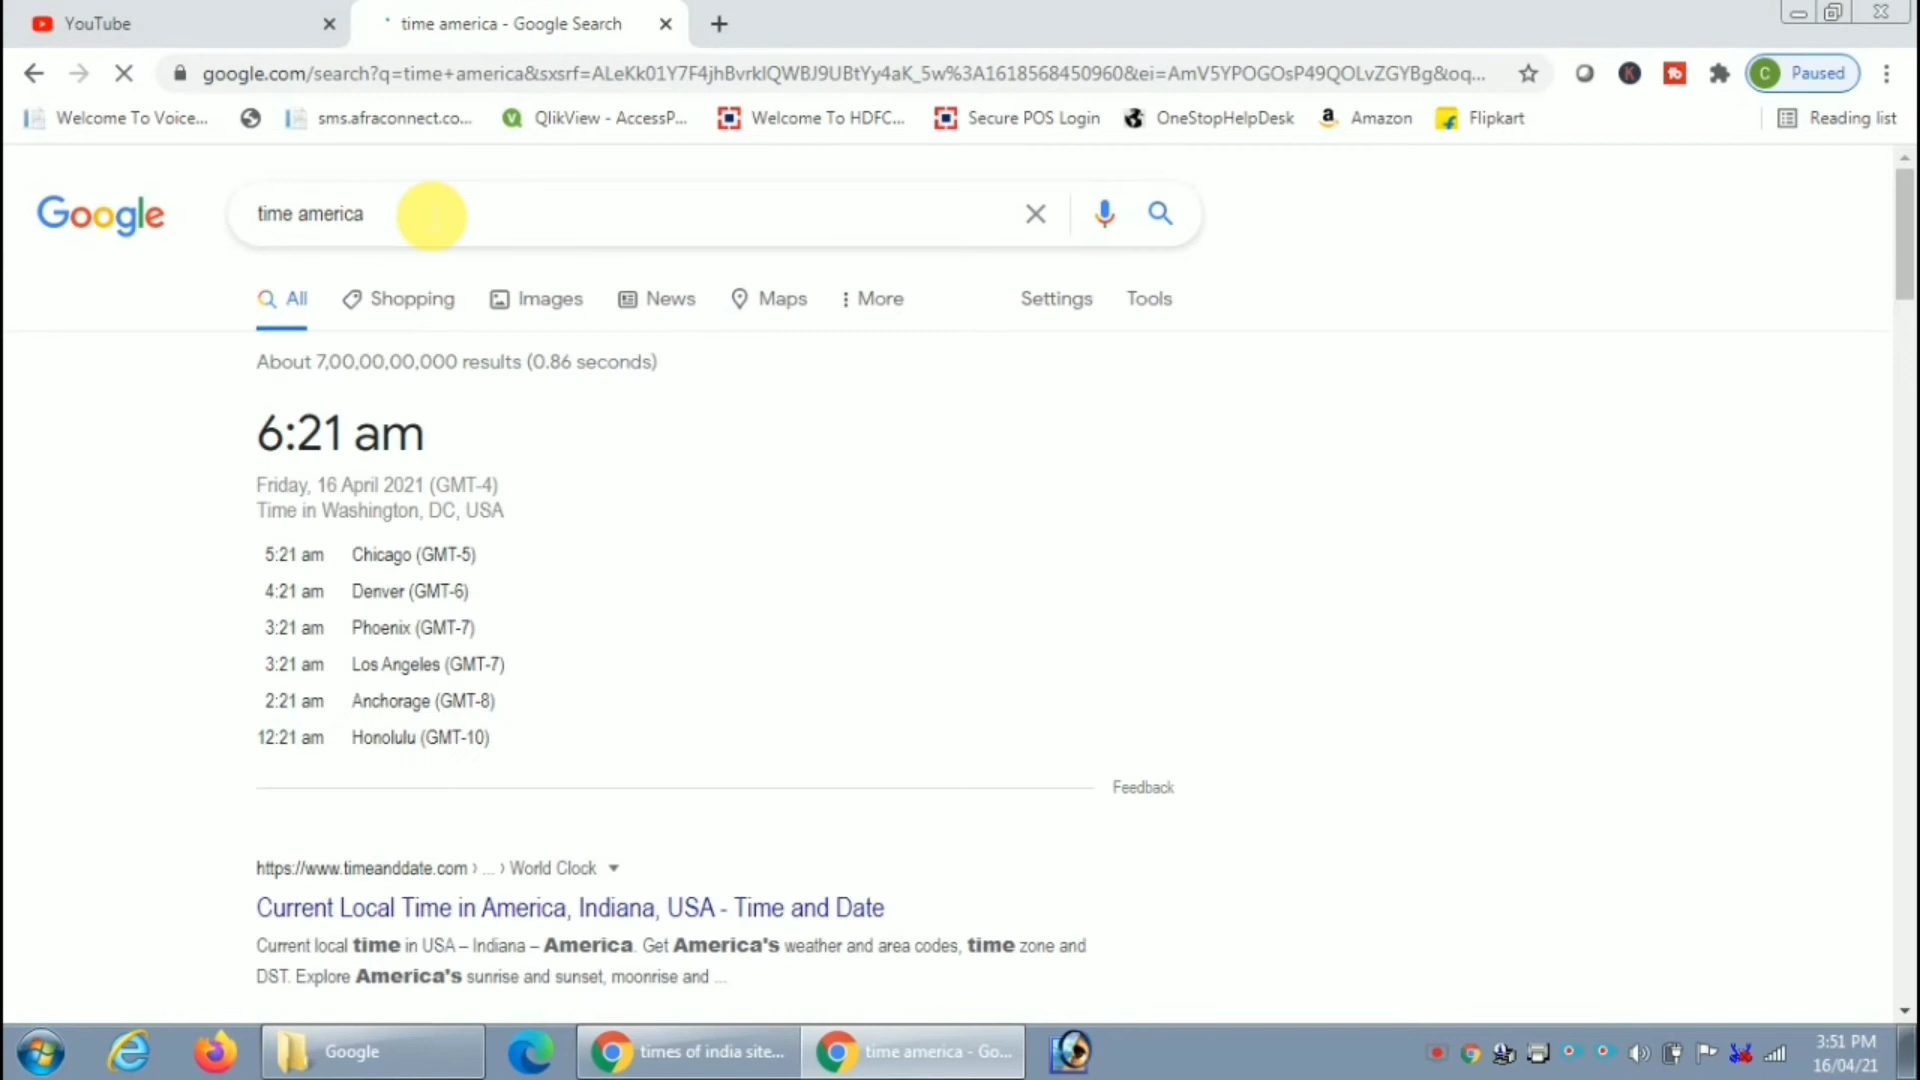 YouTube
time america - Google Search
google.com/search?q=time+america&sxsrf=ALeKk01Y7F4jhBvrklQWBJ9UBtYy4aK_5w%3A1618568450960&ei=AmV5YPOGOsP49QOLvZGYBg&oq...
C Paused
Welcome To Voice...
sms.afraconnect.co...
QlikView - AccessP...
Welcome To HDFC...
Secure POS Login
OneStopHelpDesk
Amazon
Flipkart
Reading list
Google
time america
All
Shopping
Images
News
Maps
More
Settings
Tools
About 7,00,00,00,000 results (0.86 seconds)
6:21 am
Friday, 16 April 2021 (GMT-4)
Time in Washington, DC, USA
5:21 am Chicago (GMT-5)
4:21 am Denver (GMT-6)
3:21 am Phoenix (GMT-7)
3:21 am Los Angeles (GMT-7)
2:21 am Anchorage (GMT-8)
12:21 am Honolulu (GMT-10)
Feedback
https://www.timeanddate.com › ... › World Clock
Current Local Time in America, Indiana, USA - Time and Date
Current local time in USA – Indiana – America. Get America's weather and area codes, time zone and
DST. Explore America's sunrise and sunset, moonrise and ...
Google
times of india site...
time america - Go...
3:51 PM
16/04/21